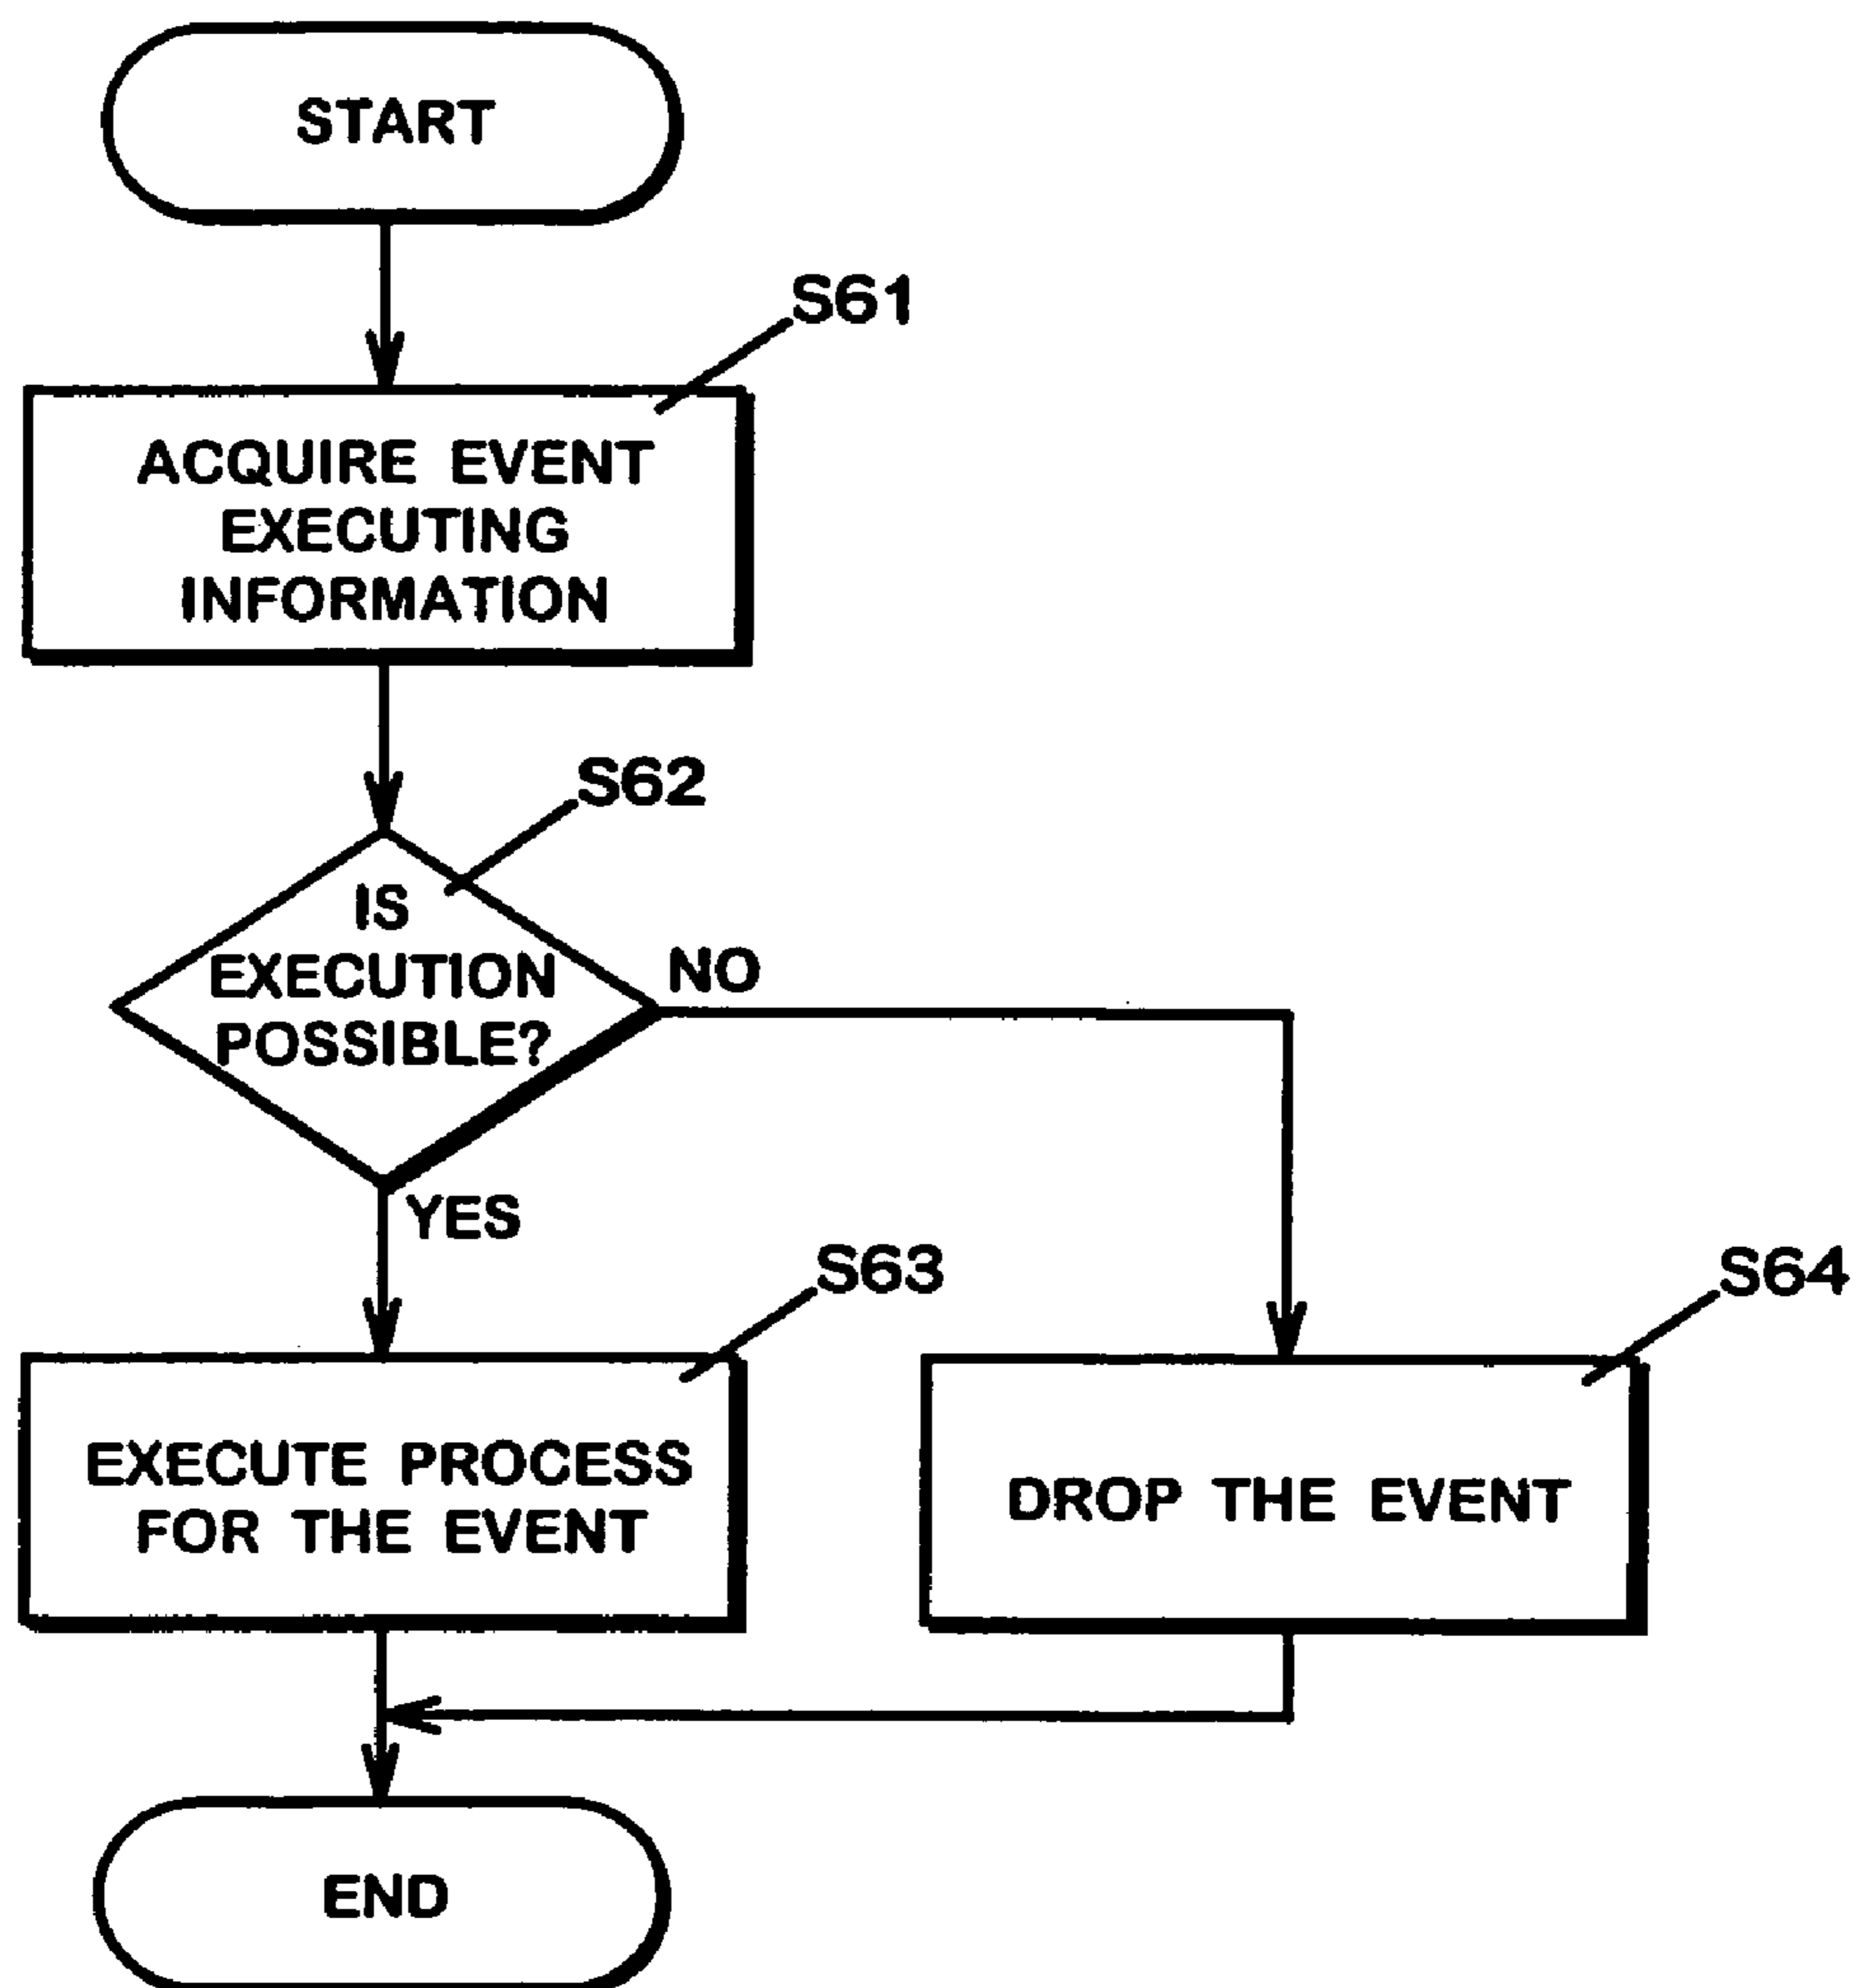 START
S61
ACQUIRE EVENT
EXECUTING
INFORMATION
S62
IS
EXECUTION
POSSIBLE?
NO
YES
S63
S64
EXECUTE PROCESS
FOR THE EVENT
DROP THE EVENT
END